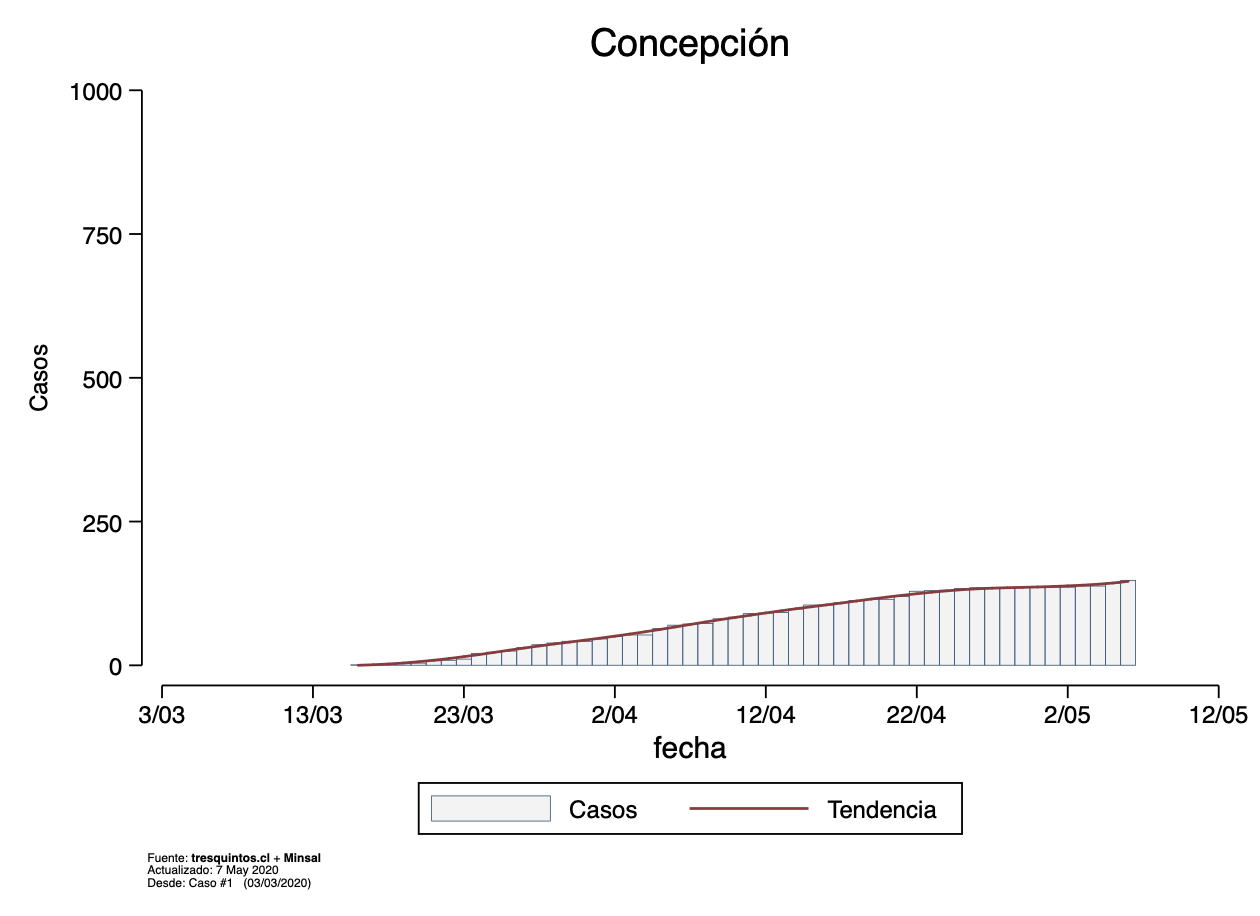 Concepción
1000
750
500
250
0
Casos
3/03 13/03 23/03 2/04 12/04 22/04 2/05 12/05
fecha
Casos Tendencia
Fuente: tresquintos.cl + Minsal
Actualizado: 7 May 2020
Desde: Caso #1 (03/03/2020)